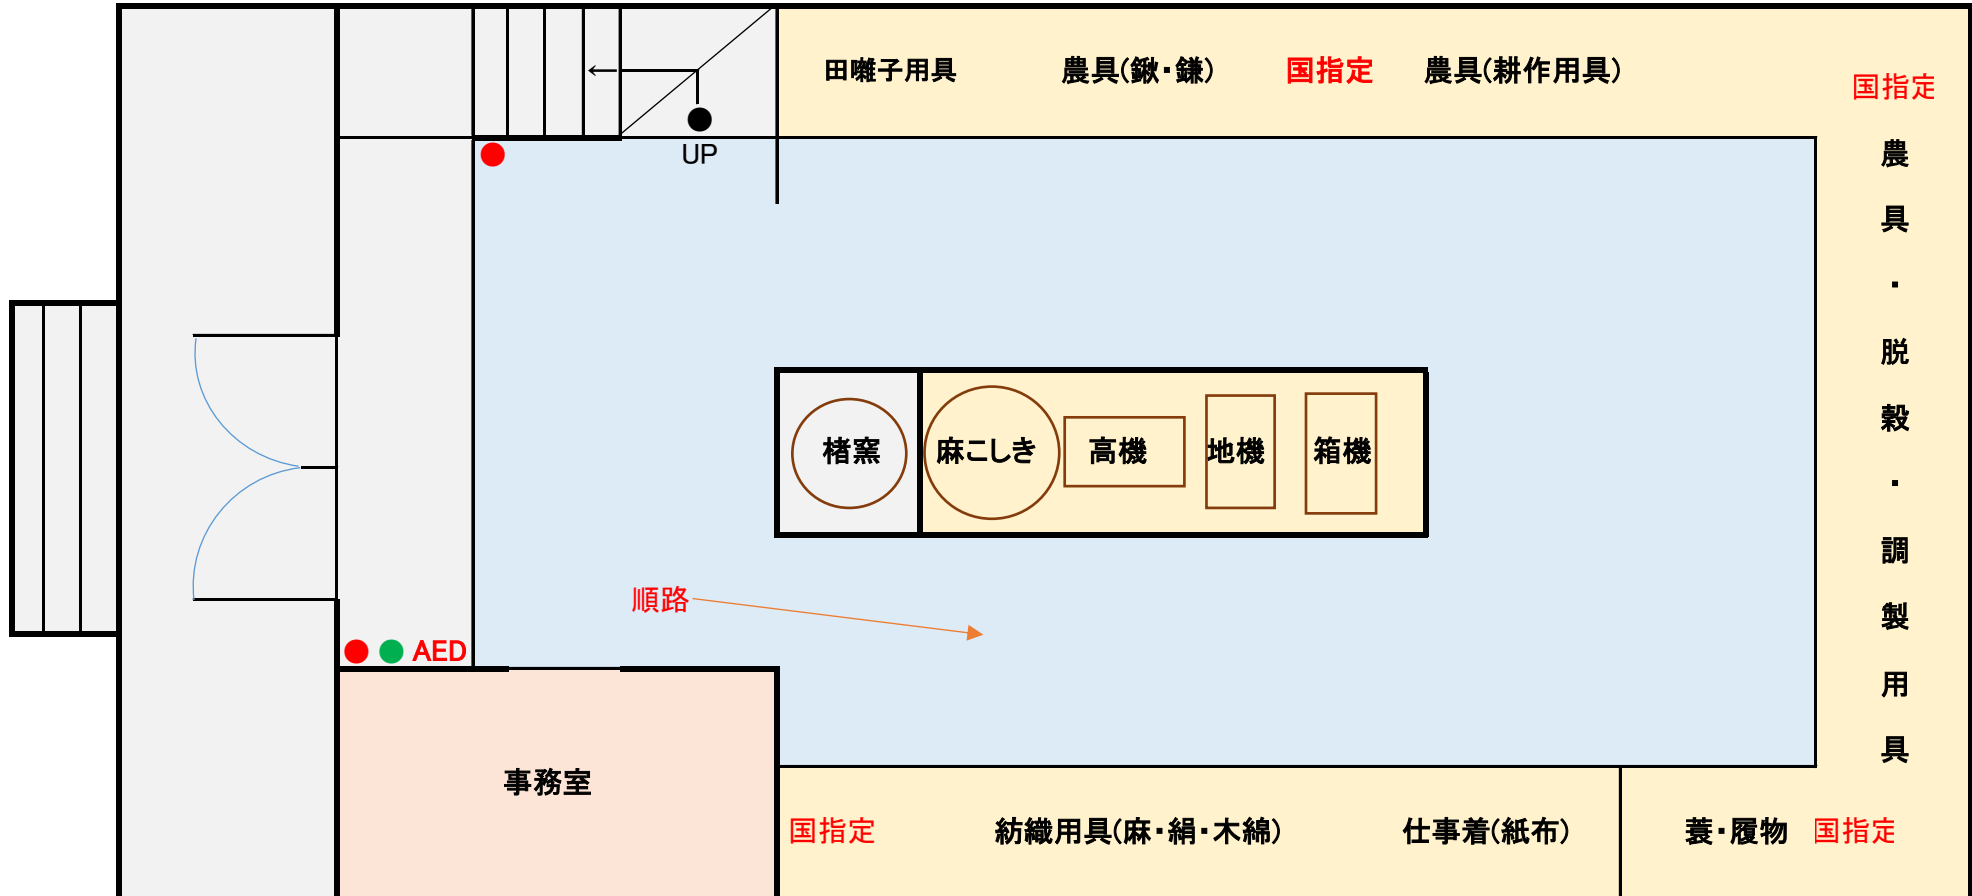 田囃子用具 農具(鍬・鎌) 国指定 農具(耕作用具)
国指定
農具・脱穀・調製用具
UP
楮窯 麻こしき 高機 地機 箱機
順路
AED
事務室
国指定 紡織用具(麻・絹・木綿) 仕事着(紙布) 蓑・履物 国指定